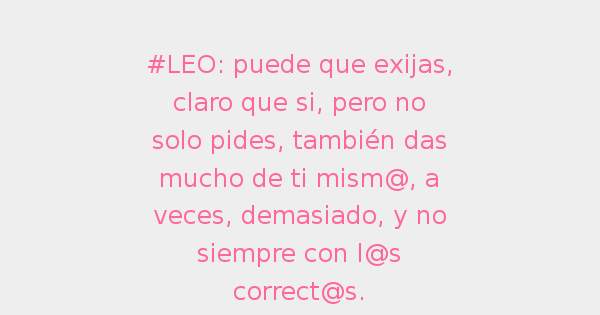 #LEO: puede que exijas,
claro que si, pero no
solo pides, también das
mucho de ti mism@, a
veces, demasiado, y no
siempre con l@s
correct@s.